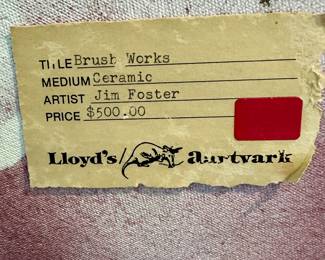 TITLE Brush Works
MEDIUM Ceramic
ARTIST Jim Foster
PRICE $500.00
Lloyd's Aartvark